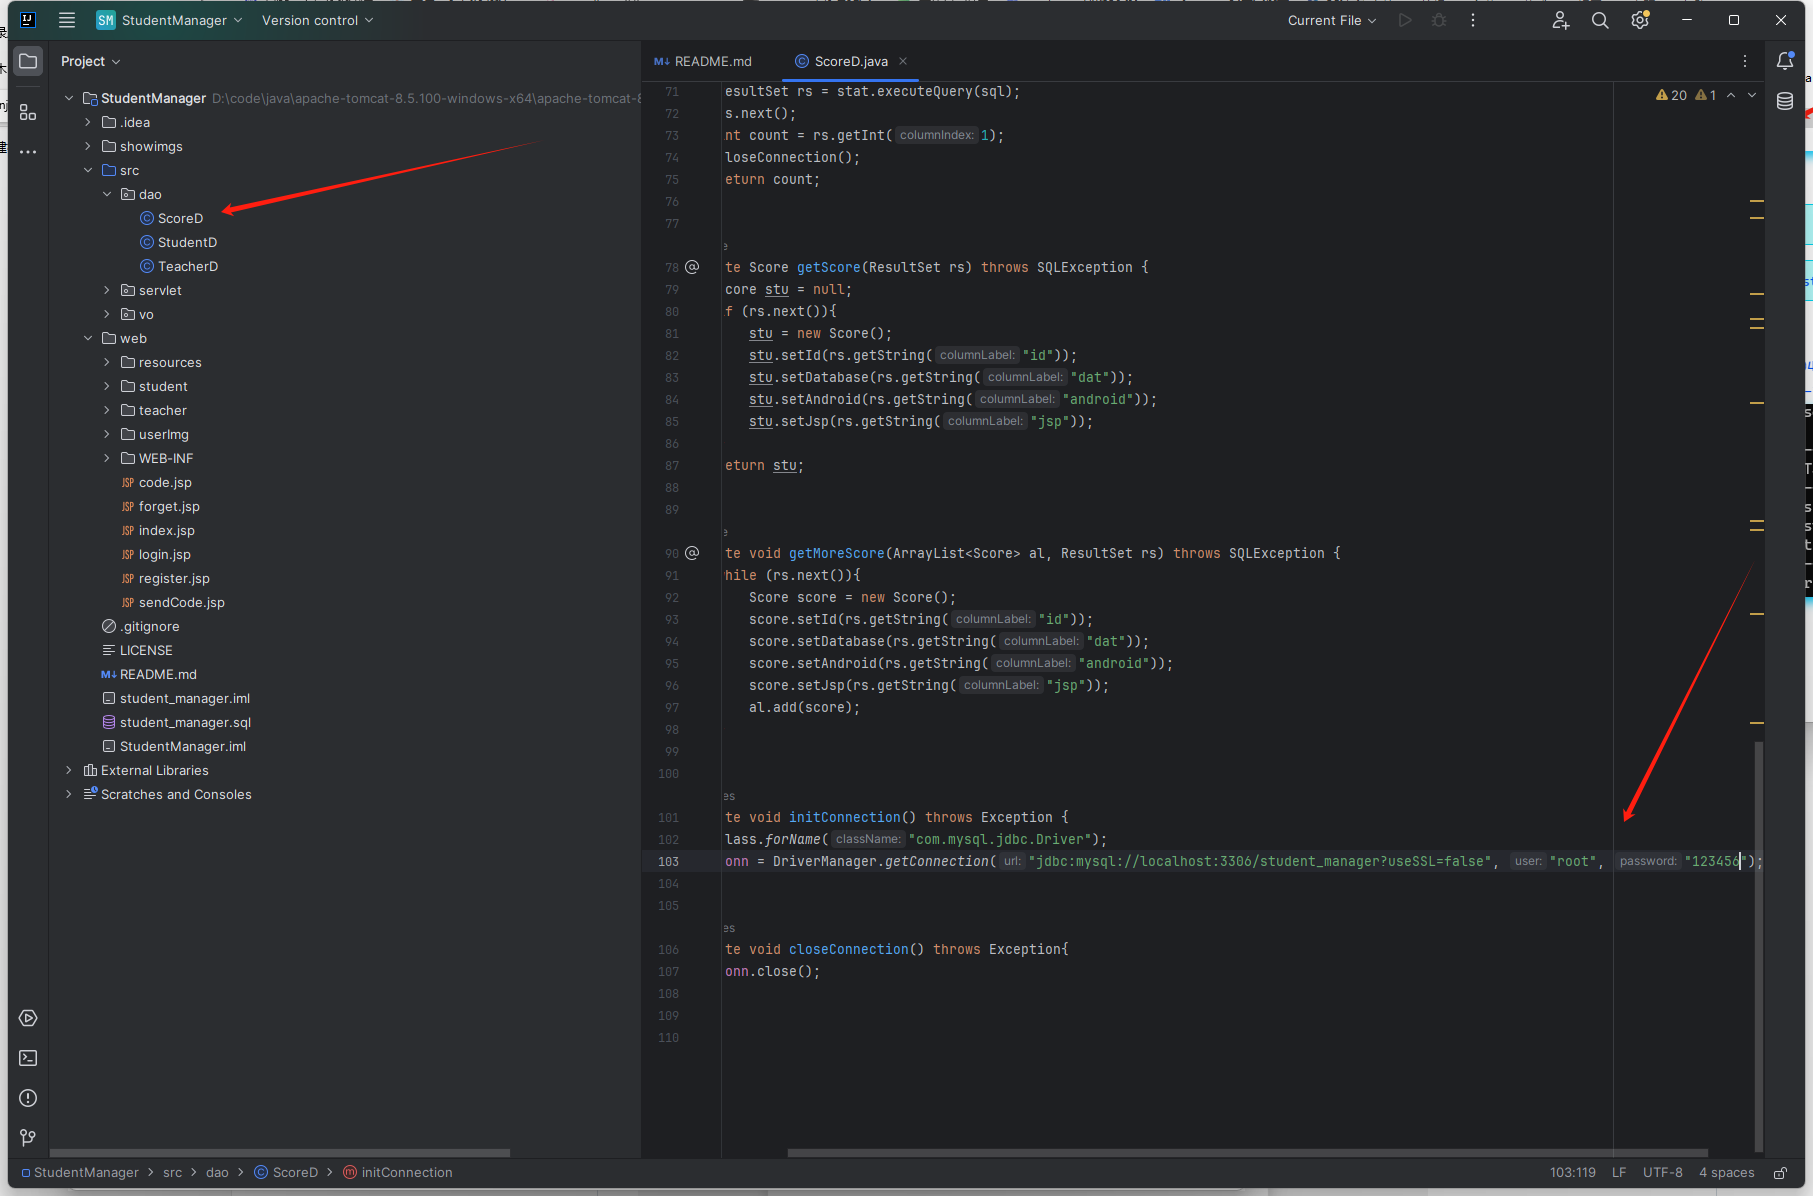 SM StudentManager Version control
Current File
Project
README.md
ScoreD.java
StudentManager D:\code\java\apache-tomcat-8.5.100-windows-x64\apache-tomcat-8
.idea
showimgs
src
dao
ScoreD
StudentD
TeacherD
servlet
vo
web
resources
student
teacher
userImg
WEB-INF
JSP code.jsp
JSP forget.jsp
JSP index.jsp
JSP login.jsp
JSP register.jsp
JSP sendCode.jsp
.gitignore
LICENSE
README.md
student_manager.iml
student_manager.sql
StudentManager.iml
External Libraries
Scratches and Consoles
20 1
71 esultSet rs = stat.executeQuery(sql);
72 s.next();
73 nt count = rs.getInt( columnIndex: 1);
74 loseConnection();
75 eturn count;
76
77
78 te Score getScore(ResultSet rs) throws SQLException {
79 core stu = null;
80 f (rs.next()){
81 stu = new Score();
82 stu.setId(rs.getString( columnLabel: "id"));
83 stu.setDatabase(rs.getString( columnLabel: "dat"));
84 stu.setAndroid(rs.getString( columnLabel: "android"));
85 stu.setJsp(rs.getString( columnLabel: "jsp"));
86
87 eturn stu;
88
89
90 te void getMoreScore(ArrayList<Score> al, ResultSet rs) throws SQLException {
91 hile (rs.next()){
92 Score score = new Score();
93 score.setId(rs.getString( columnLabel: "id"));
94 score.setDatabase(rs.getString( columnLabel: "dat"));
95 score.setAndroid(rs.getString( columnLabel: "android"));
96 score.setJsp(rs.getString( columnLabel: "jsp"));
97 al.add(score);
98
99
100
es
101 te void initConnection() throws Exception {
102 lass.forName( className: "com.mysql.jdbc.Driver");
103 onn = DriverManager.getConnection( url: "jdbc:mysql://localhost:3306/student_manager?useSSL=false", user: "root", password: "123456");
104
105
es
106 te void closeConnection() throws Exception{
107 onn.close();
108
109
110
StudentManager > src > dao > ScoreD > initConnection
103:119 LF UTF-8 4 spaces